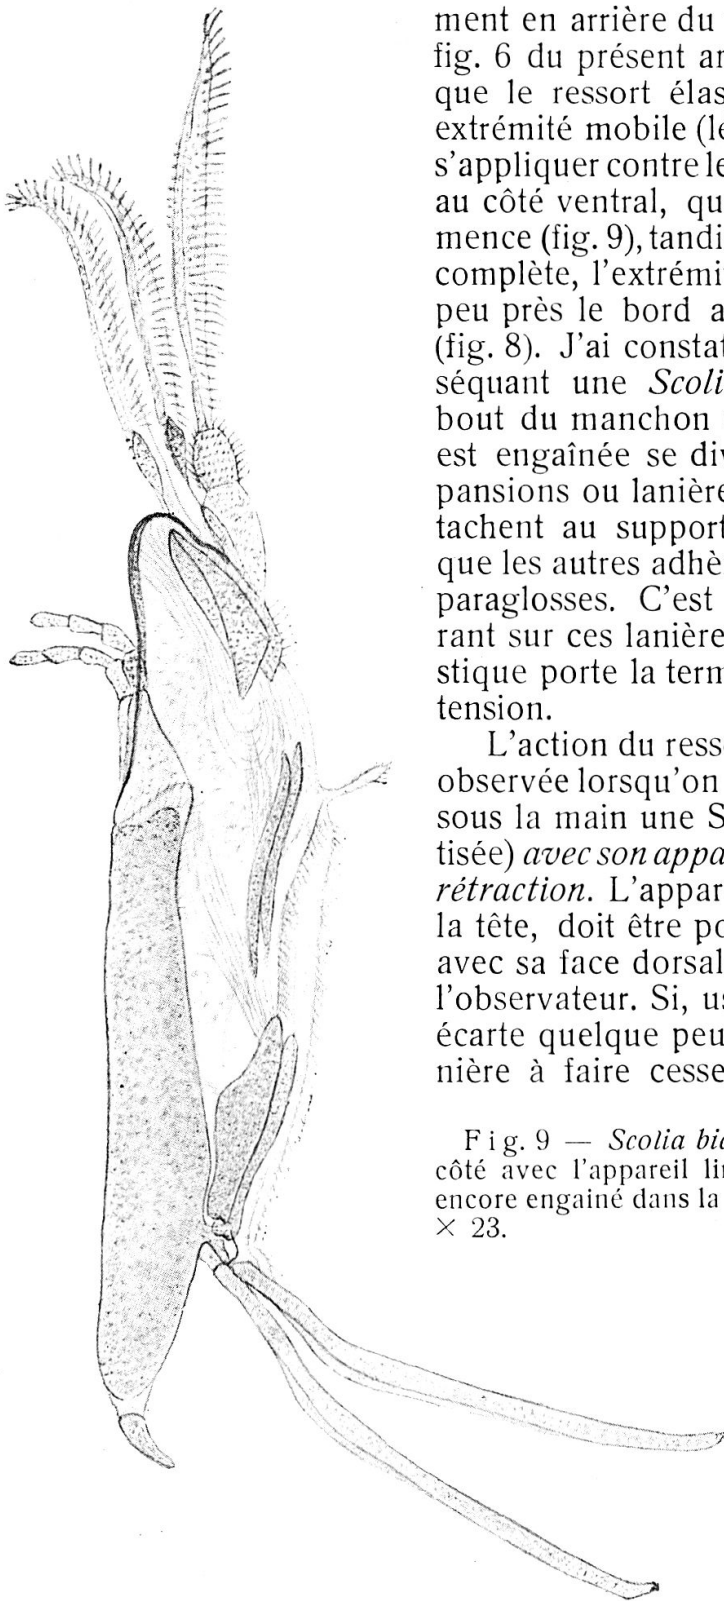 ment en arrière du
fig. 6 du présent ar
que le ressort élas
extrémité mobile (le
s'appliquer contre le
au côté ventral, qu
mence (fig. 9), tandi
complète, l'extrémi
peu près le bord a
(fig. 8). J'ai constat
séquant une Scoli
bout du manchon
est engaînée se div
pansions ou lanière
tachent au support
que les autres adhè
paraglosses. C'est
rant sur ces lanière
stique porte la term
tension.
L'action du resse
observée lorsqu'on
sous la main une S
tisée) avec son appa
rétraction. L'appar
la tête, doit être po
avec sa face dorsal
l'observateur. Si, us
écarte quelque peu
nière à faire cesse
Fig. 9 — Scolia bic
côté avec l'appareil lin
encore engainé dans la
× 23.